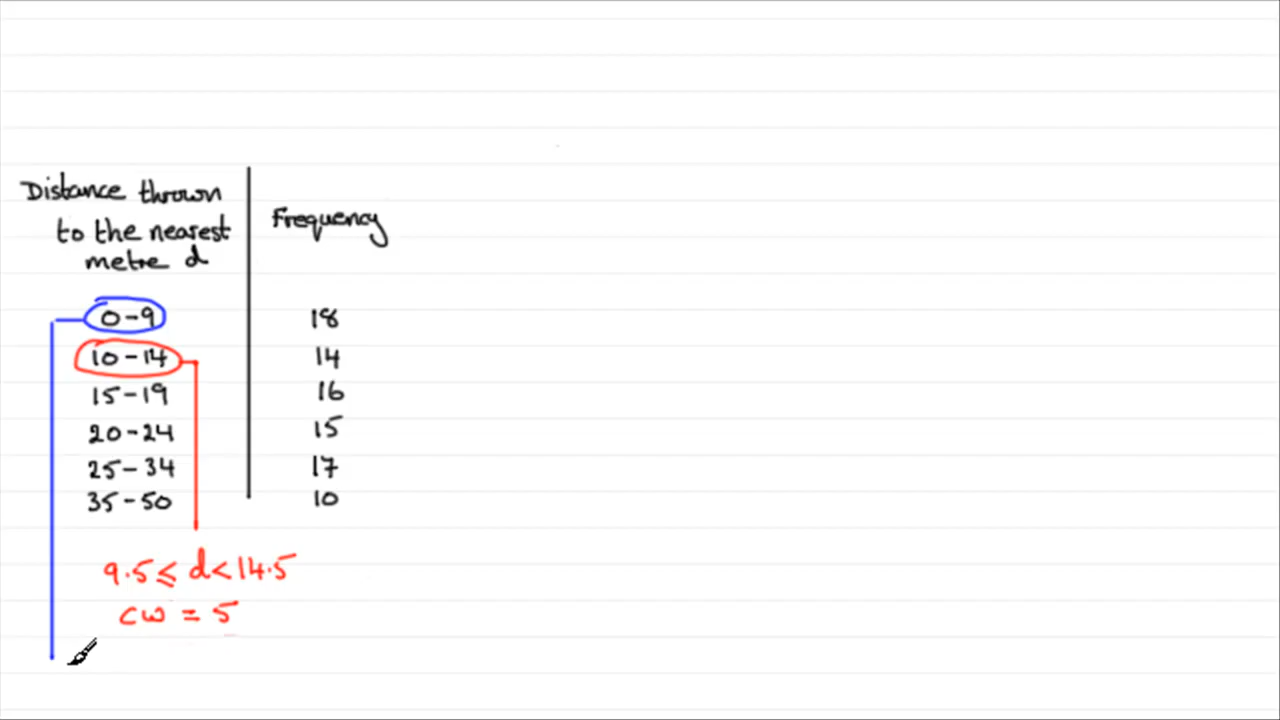 Distance thrown
to the nearest
metre d
Frequency
0-9 18
10-14 14
15-19 16
20-24 15
25-34 17
35-50 10
9.5 ≤ d < 14.5
cw = 5